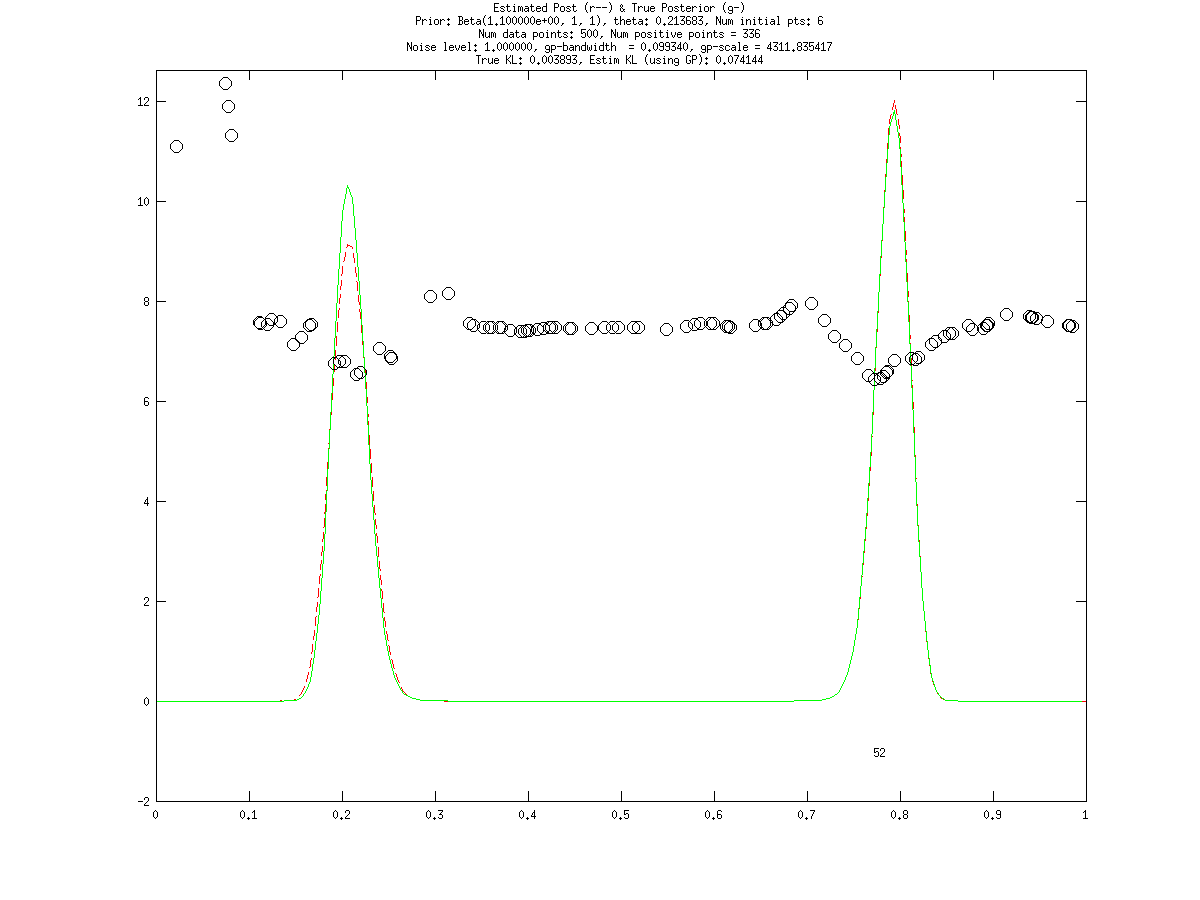 Estimated Post (r--) & True Posterior (g-)
Prior: Beta(1.100000e+00, 1, 1), theta: 0.213683, Num initial pts: 6
Num data points: 500, Num positive points = 336
Noise level: 1.000000, gp-bandwidth  = 0.099340, gp-scale = 4311.835417
True KL: 0.003893, Estim KL (using GP): 0.074144
12
10
8
6
4
2
0
52
-2
0 0.1 0.2 0.3 0.4 0.5 0.6 0.7 0.8 0.9 1